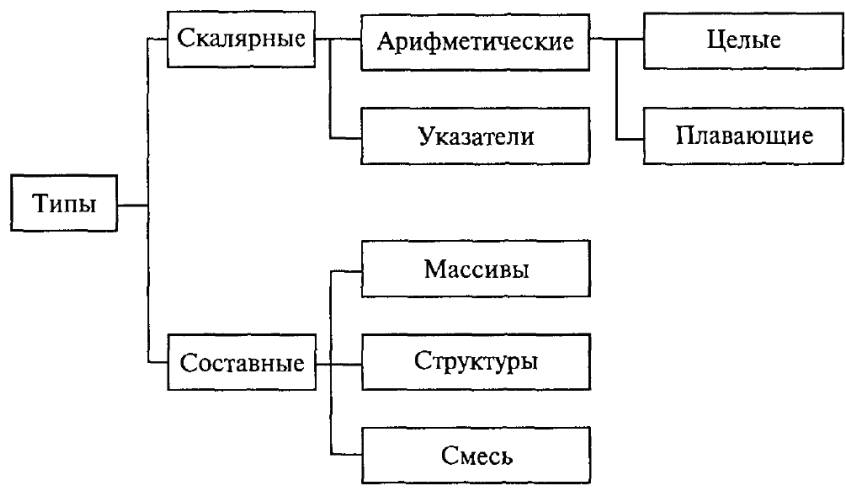 Скалярные
Арифметические
Целые
Указатели
Плавающие
Типы
Массивы
Составные
Структуры
Смесь